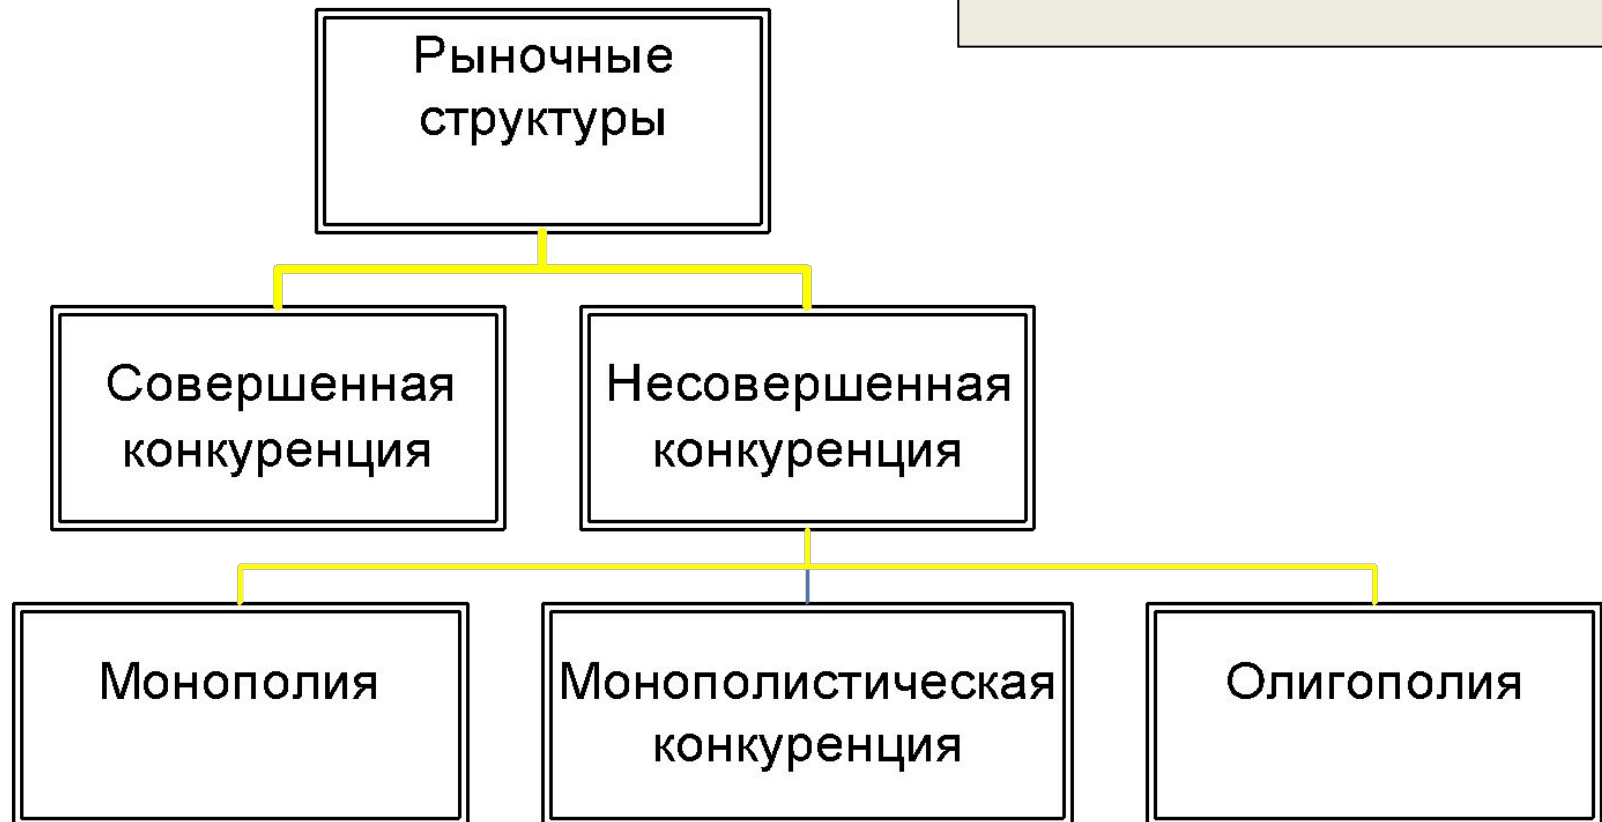 Рыночные
структуры
Совершенная
конкуренция
Несовершенная
конкуренция
Монополия
Монополистическая
конкуренция
Олигополия